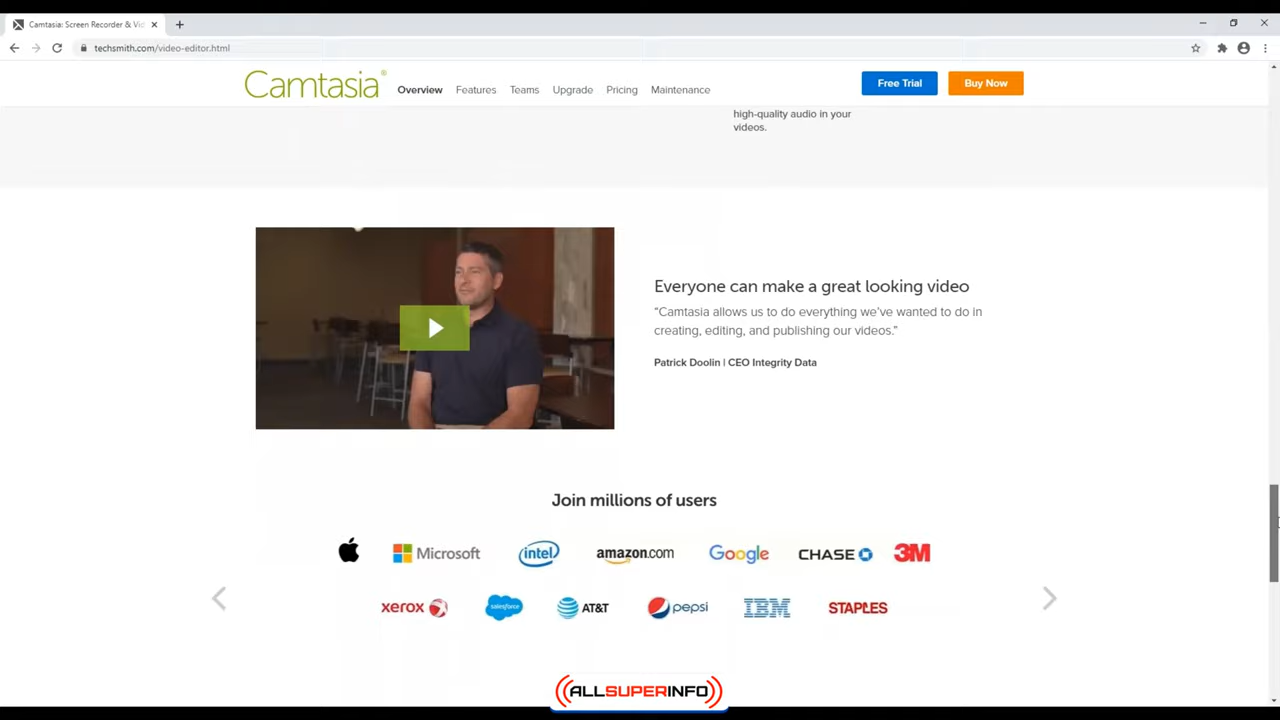 Camtasia: Screen Recorder & Vid
techsmith.com/video-editor.html
Camtasia® Overview Features Teams Upgrade Pricing Maintenance Free Trial Buy Now
high-quality audio in your
videos.
Everyone can make a great looking video
“Camtasia allows us to do everything we’ve wanted to do in
creating, editing, and publishing our videos.”
Patrick Doolin | CEO Integrity Data
Join millions of users
Microsoft intel amazon.com Google CHASE 3M
xerox salesforce AT&T pepsi IBM STAPLES
ALLSUPERINFO